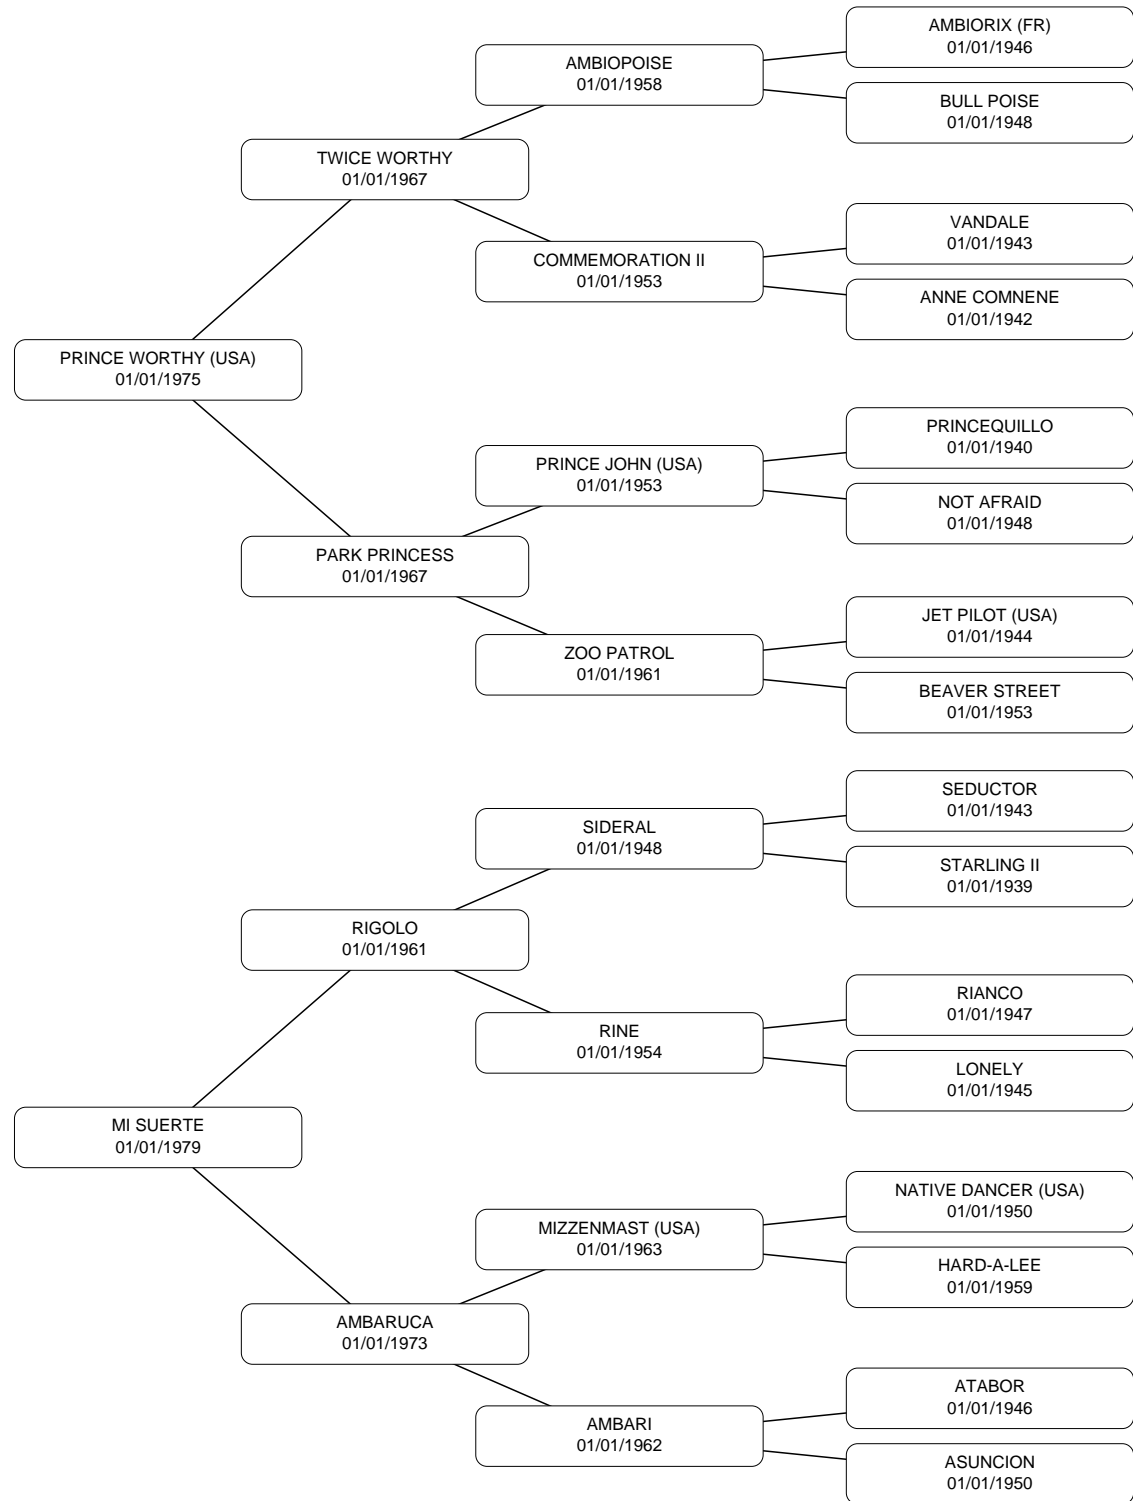 AMBIORIX (FR)
01/01/1946
AMBIOPOISE
01/01/1958
BULL POISE
01/01/1948
TWICE WORTHY
01/01/1967
VANDALE
01/01/1943
COMMEMORATION II
01/01/1953
ANNE COMNENE
01/01/1942
PRINCE WORTHY (USA)
01/01/1975
PRINCEQUILLO
01/01/1940
PRINCE JOHN (USA)
01/01/1953
NOT AFRAID
01/01/1948
PARK PRINCESS
01/01/1967
JET PILOT (USA)
01/01/1944
ZOO PATROL
01/01/1961
BEAVER STREET
01/01/1953
SEDUCTOR
01/01/1943
SIDERAL
01/01/1948
STARLING II
01/01/1939
RIGOLO
01/01/1961
RIANCO
01/01/1947
RINE
01/01/1954
LONELY
01/01/1945
MI SUERTE
01/01/1979
NATIVE DANCER (USA)
01/01/1950
MIZZENMAST (USA)
01/01/1963
HARD-A-LEE
01/01/1959
AMBARUCA
01/01/1973
ATABOR
01/01/1946
AMBARI
01/01/1962
ASUNCION
01/01/1950